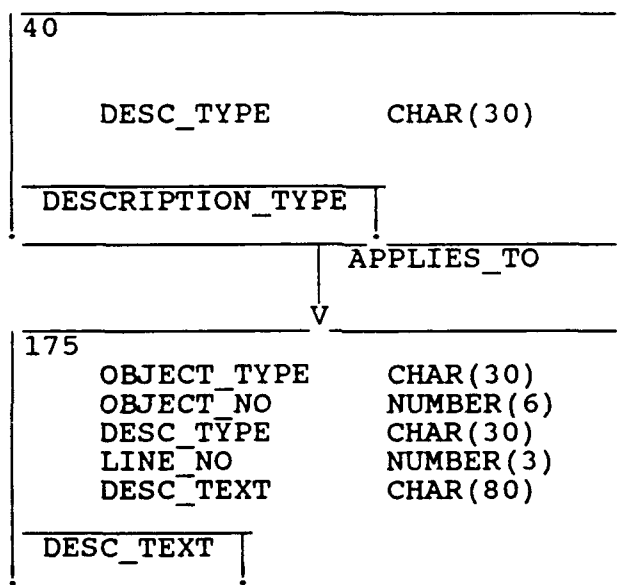 40
DESC_TYPE CHAR(30)
DESCRIPTION_TYPE
APPLIES_TO
V
175
OBJECT_TYPE CHAR(30)
OBJECT_NO NUMBER(6)
DESC_TYPE CHAR(30)
LINE_NO NUMBER(3)
DESC_TEXT CHAR(80)
DESC_TEXT